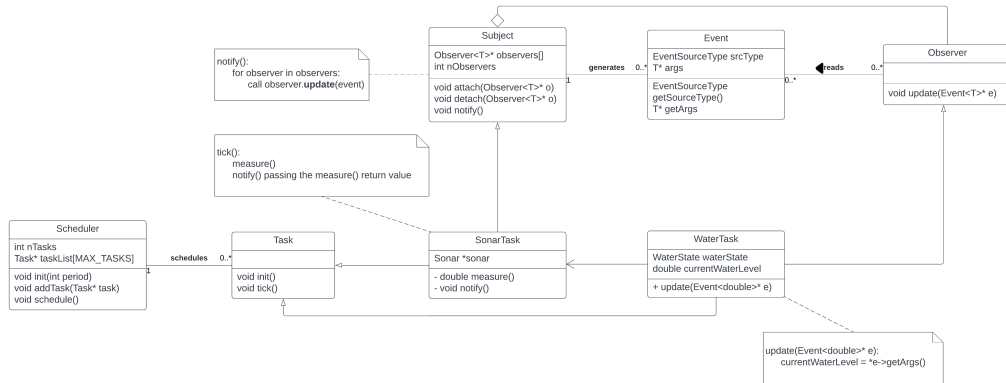 notify():
for observer in observers:
call observer.update(event)
Subject
Observer<T>* observers[]
int nObservers
void attach(Observer<T>* o)
void detach(Observer<T>* o)
void notify()
generates
0..*
1
Event
EventSourceType srcType
T* args
EventSourceType
getSourceType()
T* getArgs
reads
0..*
0..*
Observer
void update(Event<T>* e)
tick():
measure()
notify() passing the measure() return value
Scheduler
int nTasks
Task* taskList[MAX_TASKS]
void init(int period)
void addTask(Task* task)
void schedule()
schedules
0..*
1
Task
void init()
void tick()
SonarTask
Sonar *sonar
- double measure()
- void notify()
WaterTask
WaterState waterState
double currentWaterLevel
+ update(Event<double>* e)
update(Event<double>* e):
currentWaterLevel = *e->getArgs()